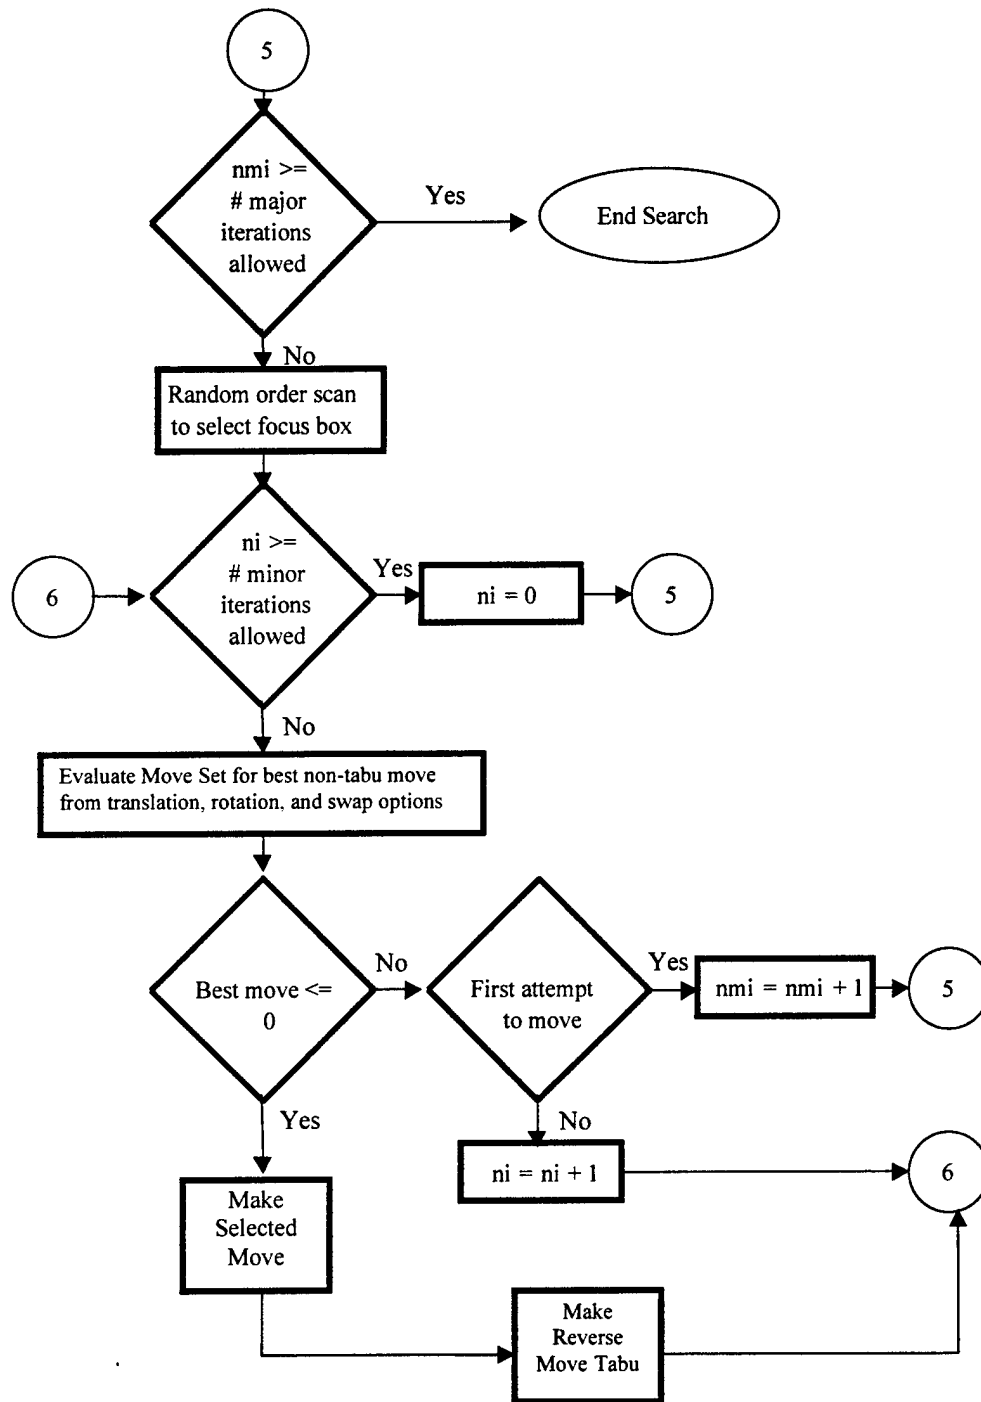 5
nmi >=
# major
iterations
allowed
Yes
End Search
No
Random order scan
to select focus box
6
ni >=
# minor
iterations
allowed
Yes
ni = 0
5
No
Evaluate Move Set for best non-tabu move
from translation, rotation, and swap options
Best move <=
0
No
First attempt
to move
Yes
nmi = nmi + 1
5
Yes
No
ni = ni + 1
6
Make
Selected
Move
Make
Reverse
Move Tabu